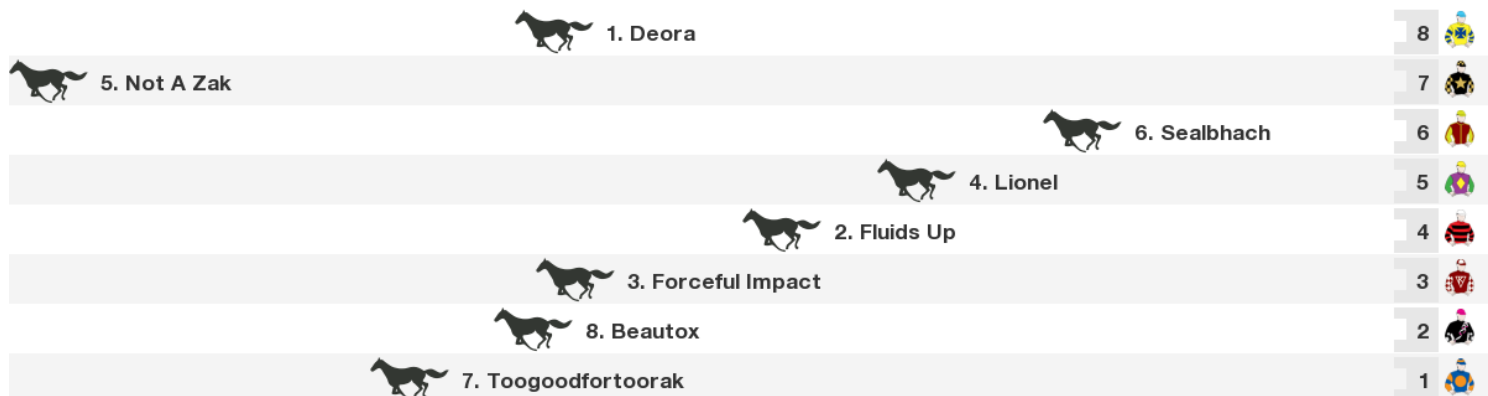 1. Deora 8
5. Not A Zak 7
6. Sealbhach 6
4. Lionel 5
2. Fluids Up 4
3. Forceful Impact 3
8. Beautox 2
7. Toogoodfortoorak 1